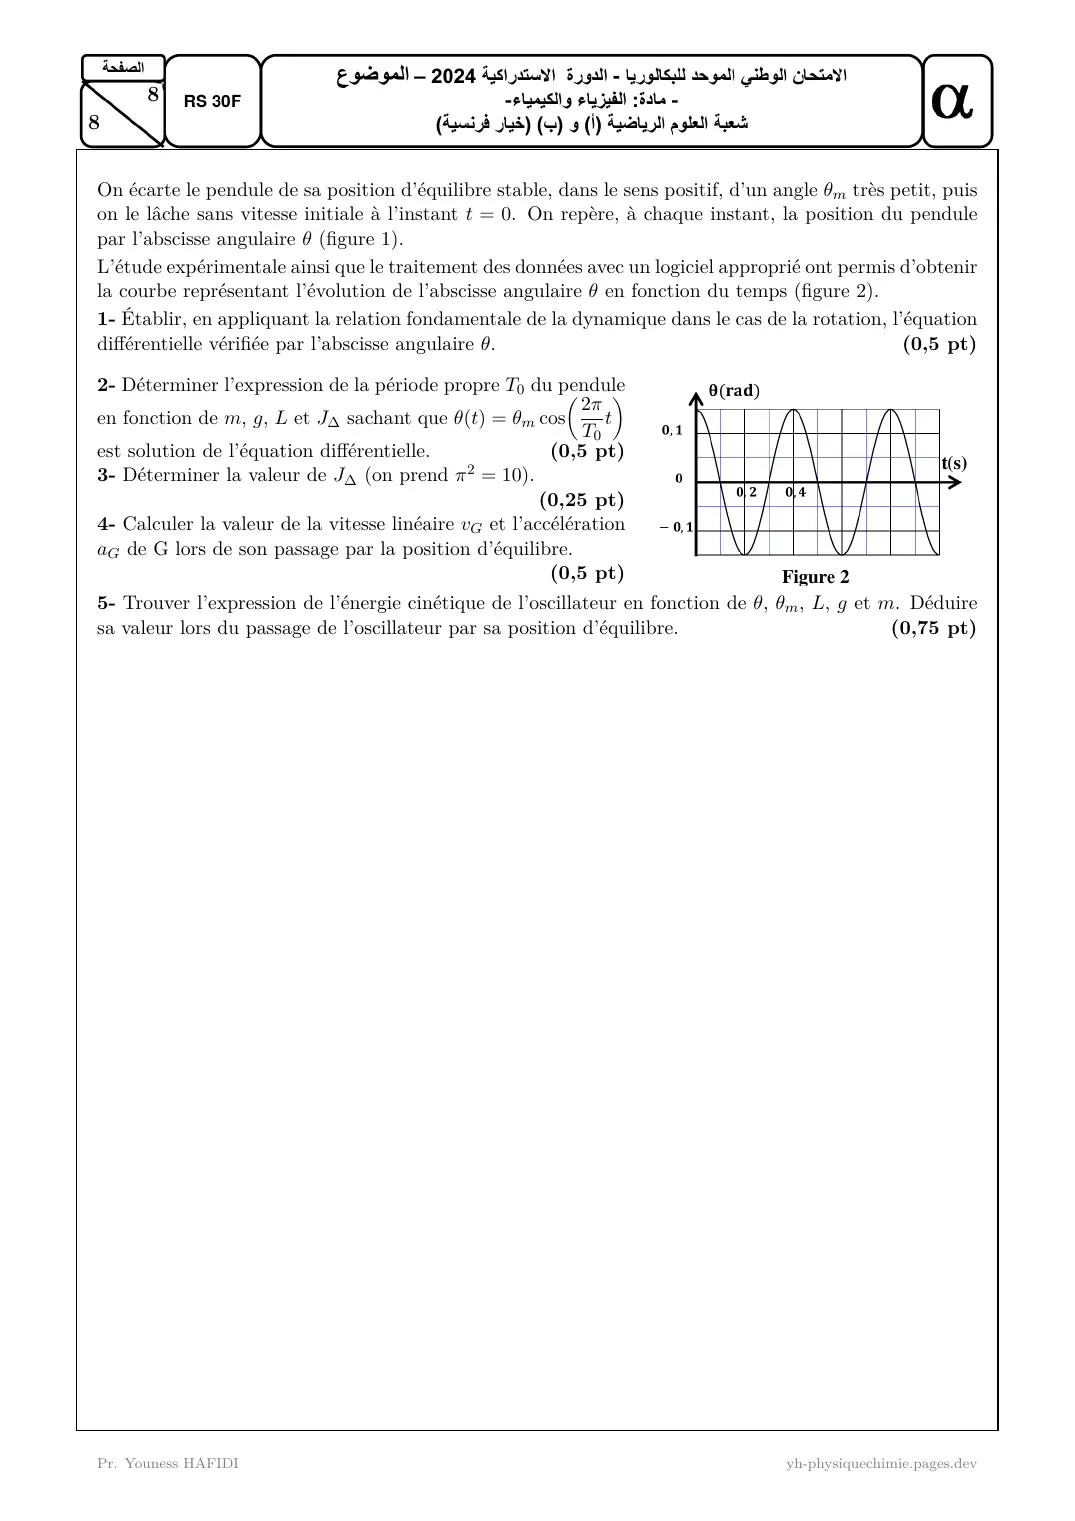 الصفحة
8
8
RS 30F
الامتحان الوطني الموحد للبكالوريا - الدورة الاستدراكية 2024 – الموضوع
- مادة: الفيزياء والكيمياء-
شعبة العلوم الرياضية (أ) و (ب) (خيار فرنسية)
α
On écarte le pendule de sa position d'équilibre stable, dans le sens positif, d'un angle θm très petit, puis
on le lâche sans vitesse initiale à l'instant t = 0. On repère, à chaque instant, la position du pendule
par l'abscisse angulaire θ (figure 1).
L'étude expérimentale ainsi que le traitement des données avec un logiciel approprié ont permis d'obtenir
la courbe représentant l'évolution de l'abscisse angulaire θ en fonction du temps (figure 2).
1- Établir, en appliquant la relation fondamentale de la dynamique dans le cas de la rotation, l'équation
différentielle vérifiée par l'abscisse angulaire θ. (0,5 pt)
2- Déterminer l'expression de la période propre T0 du pendule
en fonction de m, g, L et JΔ sachant que θ(t) = θm cos(2π/T0 t)
est solution de l'équation différentielle. (0,5 pt)
3- Déterminer la valeur de JΔ (on prend π² = 10).
(0,25 pt)
4- Calculer la valeur de la vitesse linéaire vG et l'accélération
aG de G lors de son passage par la position d'équilibre.
(0,5 pt)
θ(rad)
0,1
t(s)
0
0,2
0,4
− 0,1
Figure 2
5- Trouver l'expression de l'énergie cinétique de l'oscillateur en fonction de θ, θm, L, g et m. Déduire
sa valeur lors du passage de l'oscillateur par sa position d'équilibre. (0,75 pt)
Pr. Youness HAFIDI
yh-physiquechimie.pages.dev